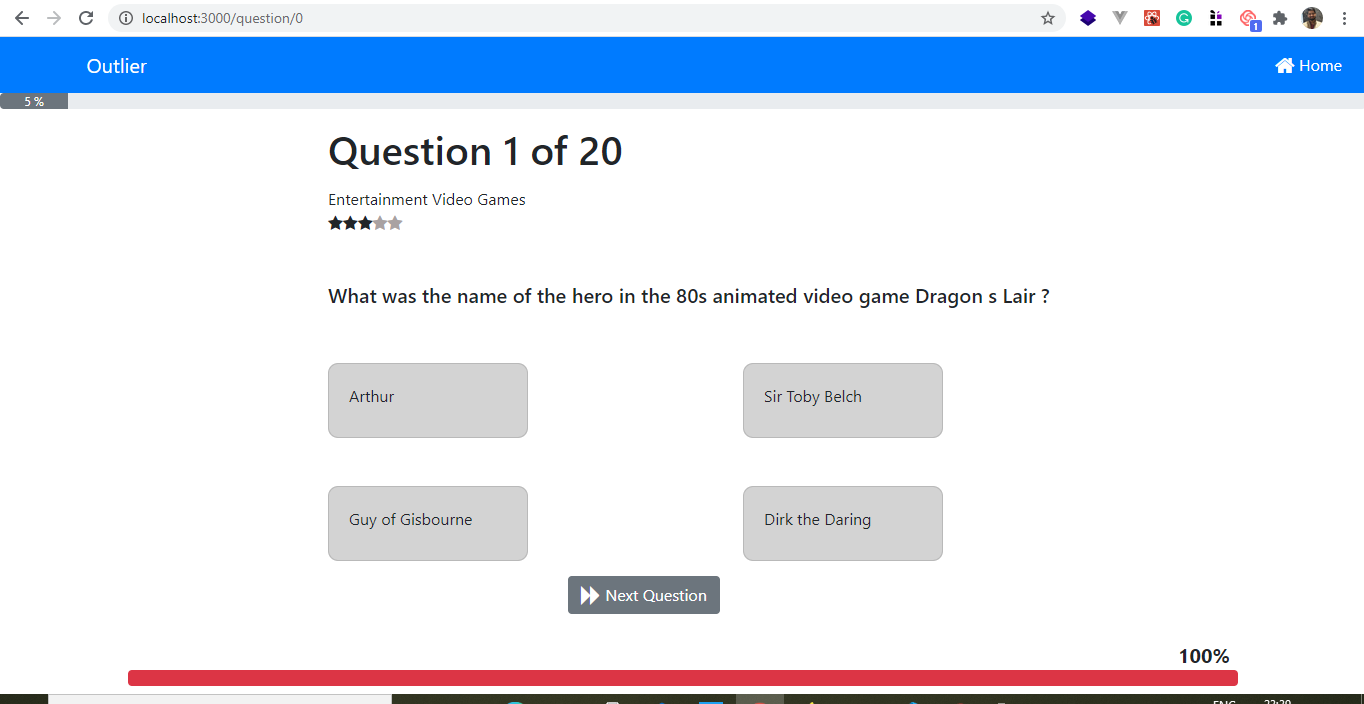 localhost:3000/question/0
1
Outlier
Home
5 %
Question 1 of 20
Entertainment Video Games
What was the name of the hero in the 80s animated video game Dragon s Lair ?
Arthur
Sir Toby Belch
Guy of Gisbourne
Dirk the Daring
Next Question
100%